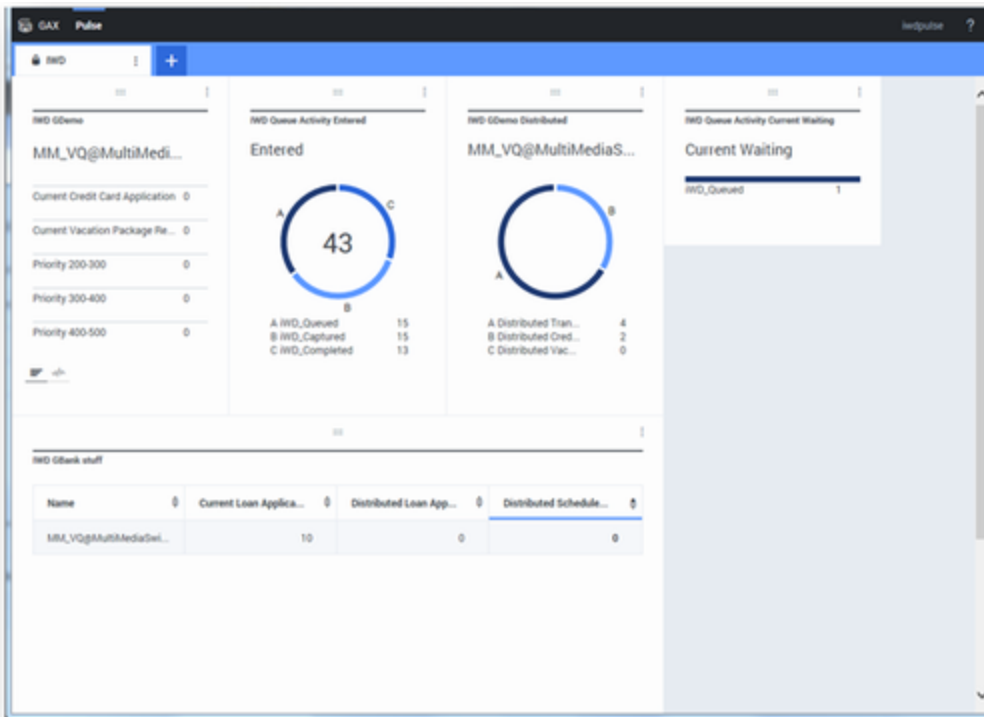 GAX Pulse iwdpulse ?
IWD +
IWD GDemo
MM_VQ@MultiMedi...
Current Credit Card Application 0
Current Vacation Package Re... 0
Priority 200-300 0
Priority 300-400 0
Priority 400-500 0
IWD Queue Activity Entered
Entered
A
C
43
B
A iWD_Queued 15
B iWD_Captured 15
C iWD_Completed 13
IWD GDemo Distributed
MM_VQ@MultiMediaS...
B
A
A Distributed Tran... 4
B Distributed Cred... 2
C Distributed Vac... 0
IWD Queue Activity Current Waiting
Current Waiting
iWD_Queued 1
IWD GBank stuff
Name Current Loan Applica... Distributed Loan App... Distributed Schedule...
MM_VQ@MultiMediaSwi... 10 0 0